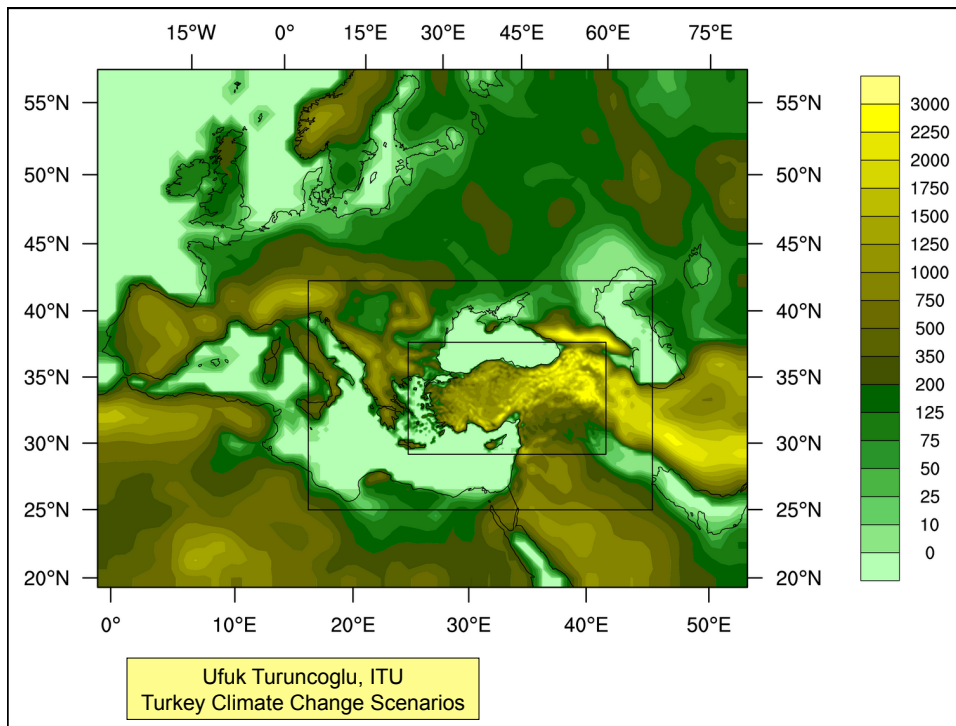 15°W 0° 15°E 30°E 45°E 60°E 75°E
55°N 55°N 3000
2250
2000
50°N 50°N 1750
1500
45°N 45°N 1250
1000
40°N 40°N 750
500
35°N 35°N 350
200
30°N 30°N 125
75
50
25°N 25°N 25
10
20°N 20°N 0
0° 10°E 20°E 30°E 40°E 50°E
Ufuk Turuncoglu, ITU
Turkey Climate Change Scenarios